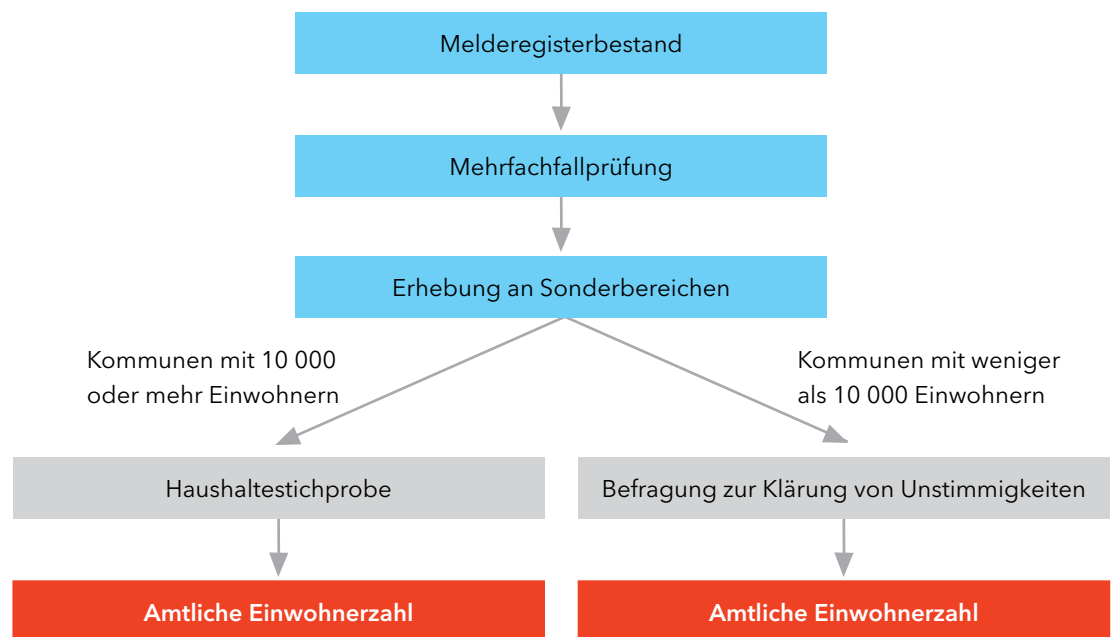 Melderegisterbestand
Mehrfachfallprüfung
Erhebung an Sonderbereichen
Kommunen mit 10 000
oder mehr Einwohnern
Kommunen mit weniger
als 10 000 Einwohnern
Haushaltestichprobe
Befragung zur Klärung von Unstimmigkeiten
Amtliche Einwohnerzahl
Amtliche Einwohnerzahl